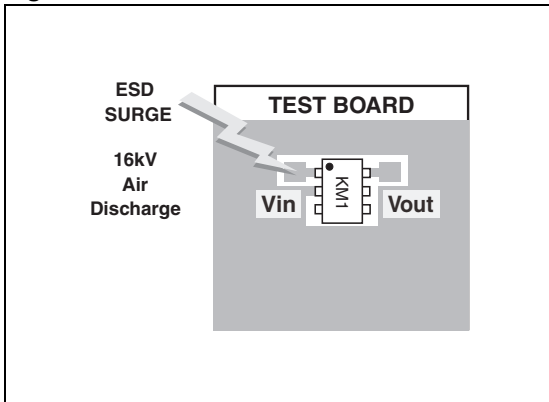 ESD
SURGE
16kV
Air
Discharge
TEST BOARD
Vin
KM1
Vout